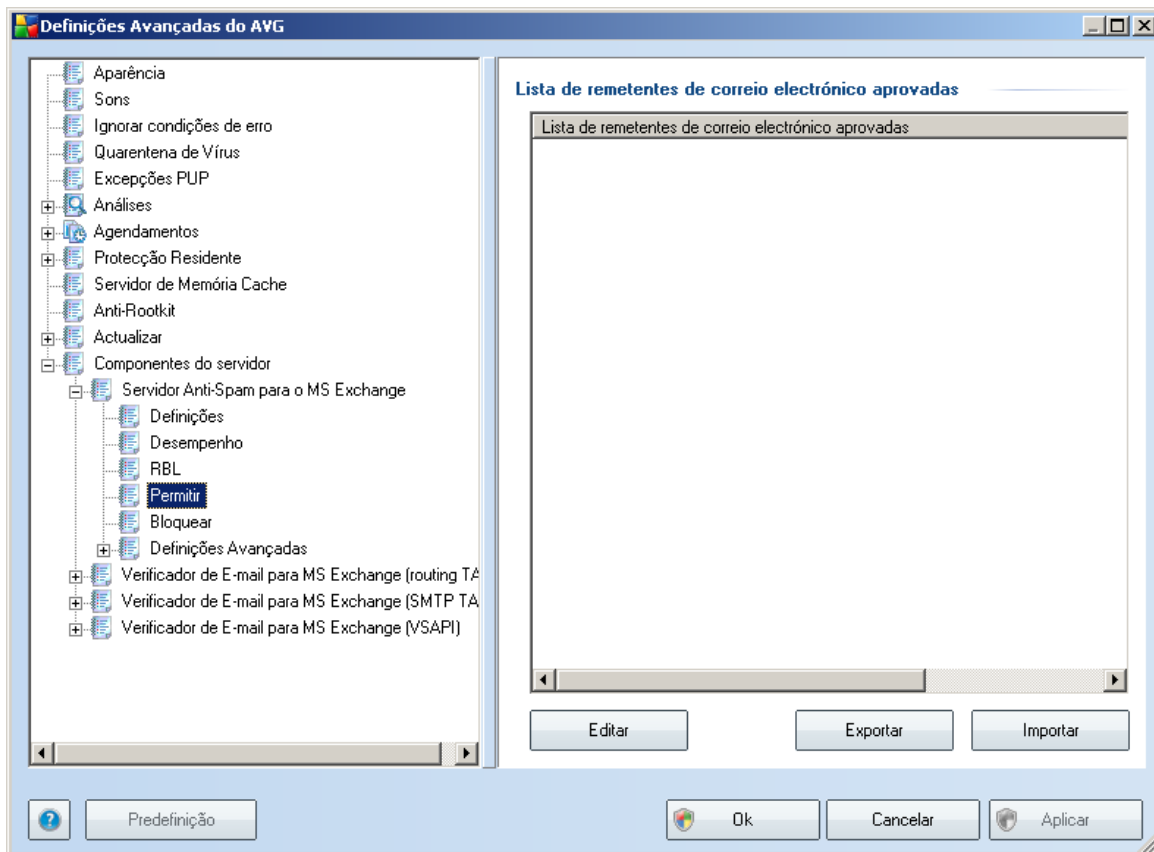 Definições Avançadas do AVG
Aparência
Sons
Ignorar condições de erro
Quarentena de Vírus
Excepções PUP
Análises
Agendamentos
Protecção Residente
Servidor de Memória Cache
Anti-Rootkit
Actualizar
Componentes do servidor
Servidor Anti-Spam para o MS Exchange
Definições
Desempenho
RBL
Permitir
Bloquear
Definições Avançadas
Verificador de E-mail para MS Exchange (routing TA
Verificador de E-mail para MS Exchange (SMTP TA
Verificador de E-mail para MS Exchange (VSAPI)
Lista de remetentes de correio electrónico aprovadas
Lista de remetentes de correio electrónico aprovadas
Editar
Exportar
Importar
Predefinição
Ok
Cancelar
Aplicar